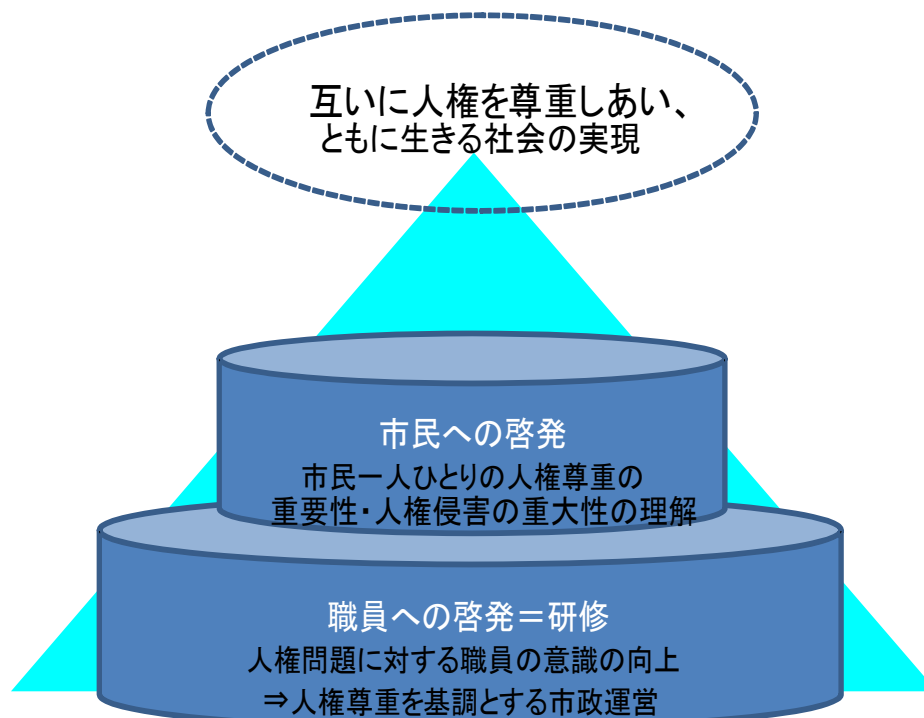 互いに人権を尊重しあい、
ともに生きる社会の実現
市民への啓発
市民一人ひとりの人権尊重の
重要性・人権侵害の重大性の理解
職員への啓発＝研修
人権問題に対する職員の意識の向上
⇒人権尊重を基調とする市政運営